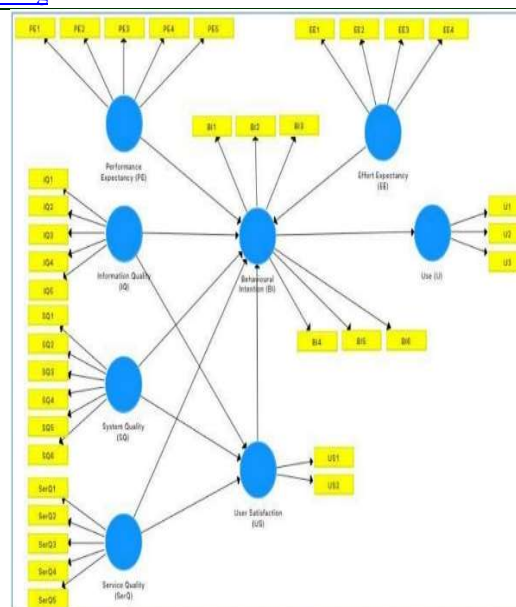 PE1 PE2 PE3 PE4 PE5
EE1 EE2 EE3 EE4
BI1 BI2 BI3
Performance
Expectancy (PE)
Effort Expectancy
(EE)
IQ1
IQ2
IQ3
IQ4
IQ5
Information Quality
(IQ)
Behavioural
Intention (BI)
Use (U)
U1
U2
U3
SQ1
SQ2
SQ3
SQ4
SQ5
SQ6
System Quality
(SQ)
BI4 BI5 BI6
User Satisfaction
(US)
US1
US2
SerQ1
SerQ2
SerQ3
SerQ4
SerQ5
Service Quality
(SerQ)